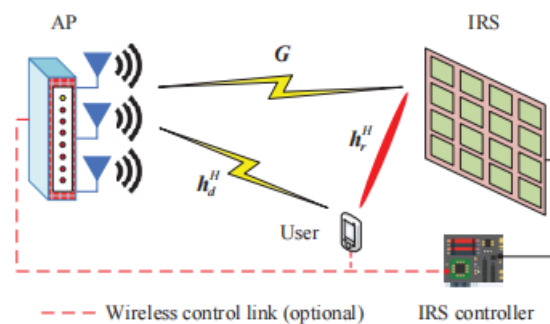 AP
IRS
G
h_r^H
h_d^H
User
Wireless control link (optional)
IRS controller